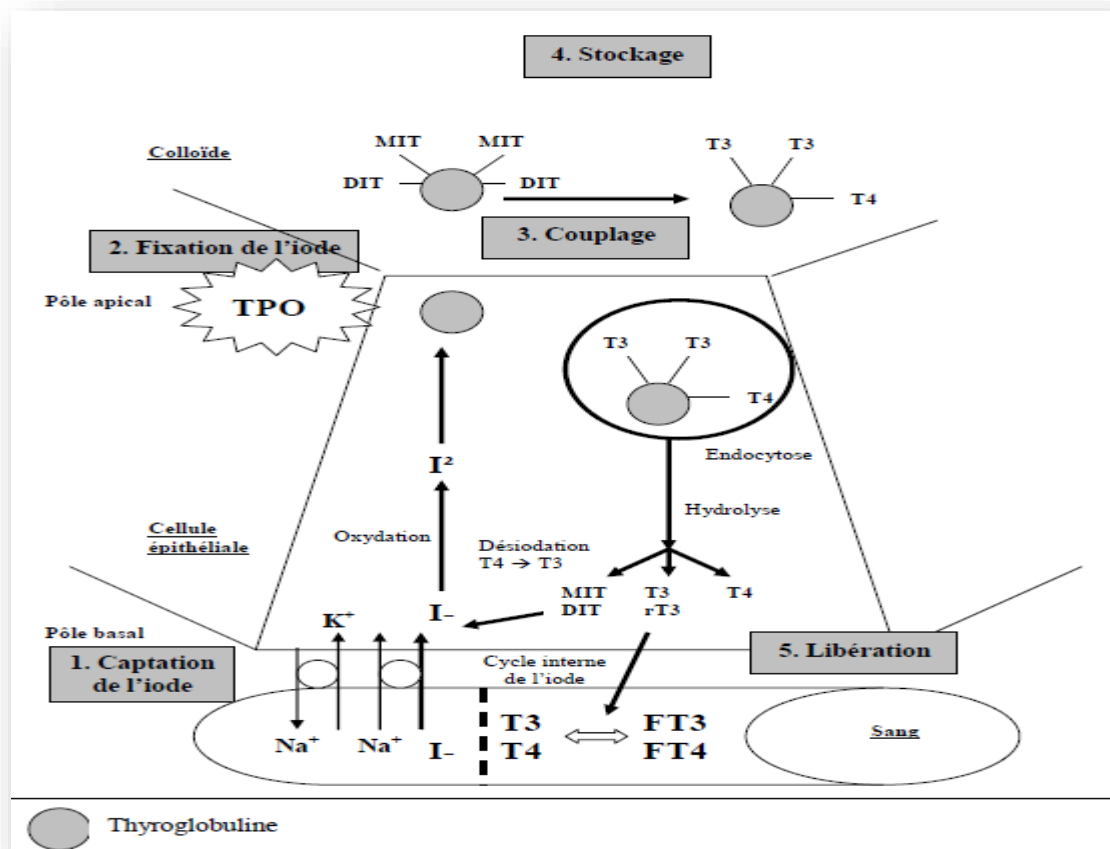 4. Stockage
MIT MIT
T3 T3
Colloïde
DIT DIT
T4
3. Couplage
2. Fixation de l'iode
Pôle apical
TPO
T3 T3
T4
Endocytose
I²
Hydrolyse
Cellule
épithéliale
Oxydation
Désiodation
T4 → T3
MIT T3 T4
DIT rT3
I-
K+
Pôle basal
1. Captation
de l'iode
Cycle interne
de l'iode
5. Libération
Na+ Na+ I-
T3 FT3
T4 FT4
Sang
Thyroglobuline